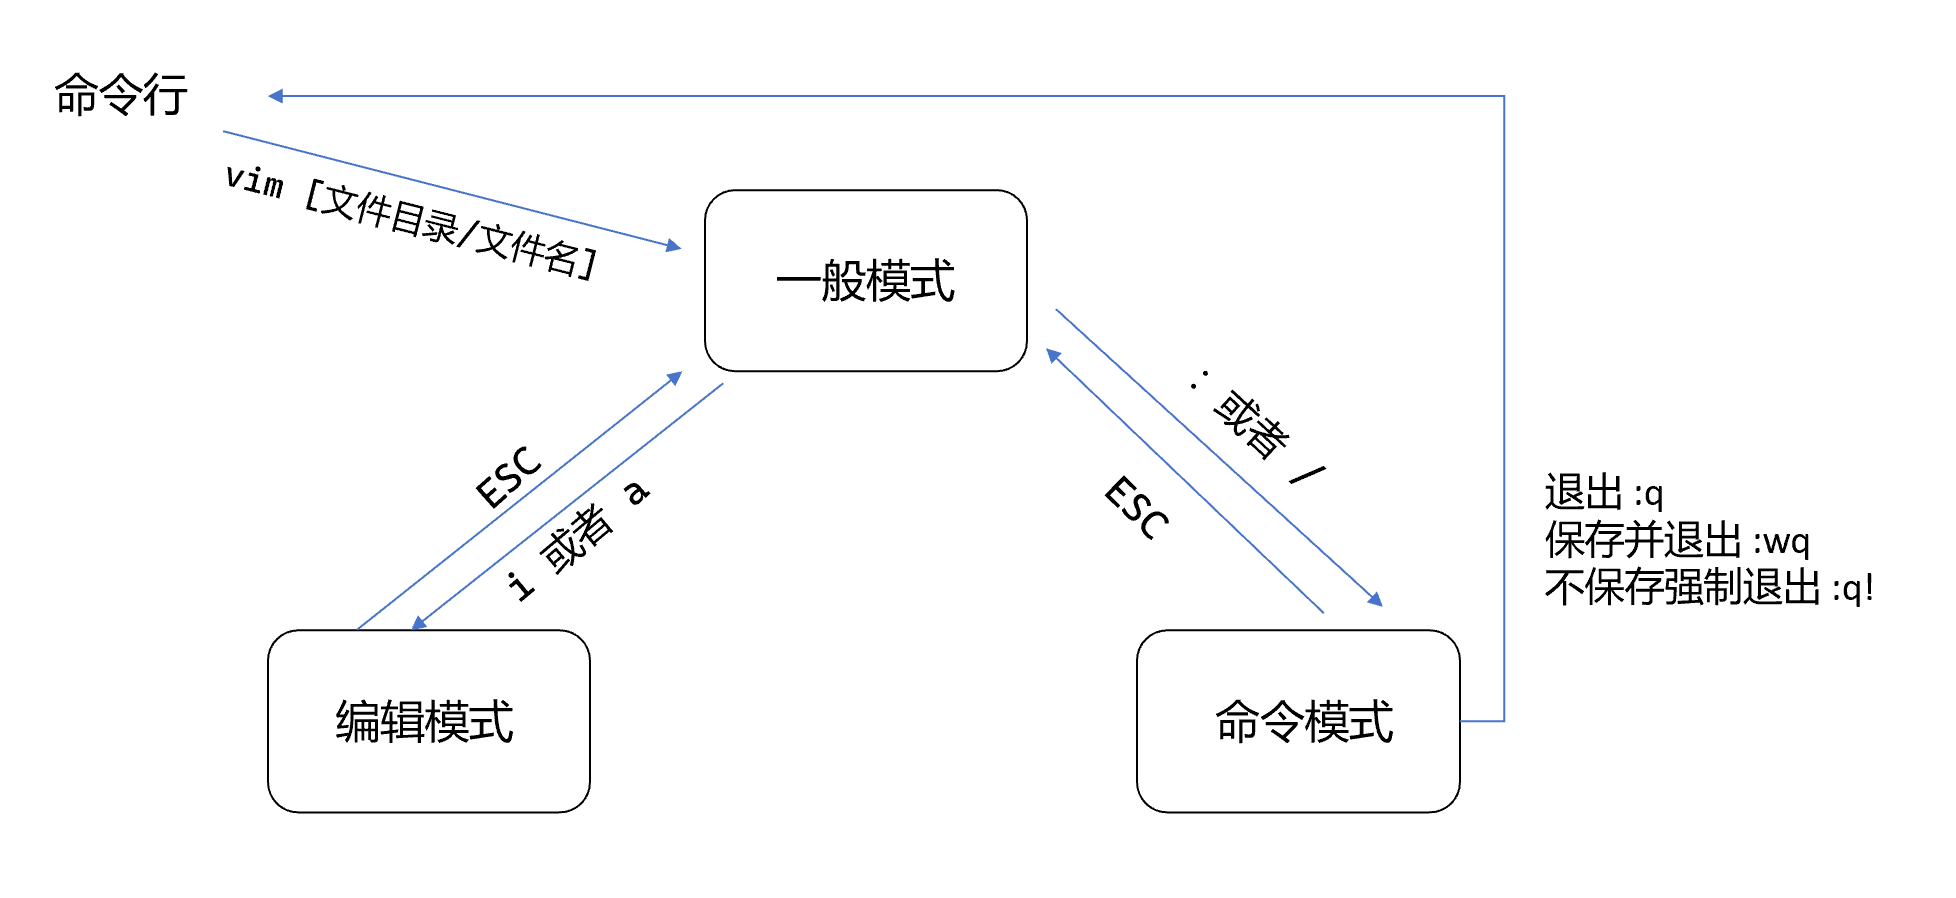 命令行
vim [文件目录/文件名]
一般模式
: 或者 /
ESC
ESC
i 或者 a
退出 :q
保存并退出 :wq
不保存强制退出 :q!
编辑模式
命令模式